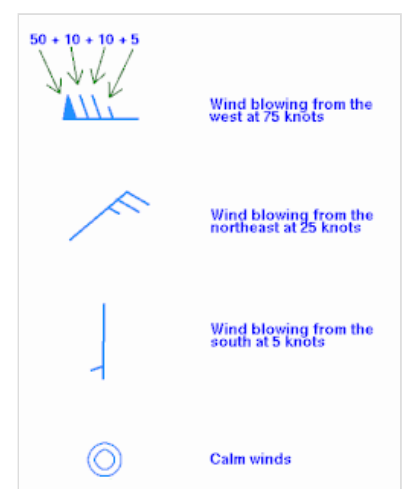 50 + 10 + 10 + 5
Wind blowing from the
west at 75 knots
Wind blowing from the
northeast at 25 knots
Wind blowing from the
south at 5 knots
Calm winds